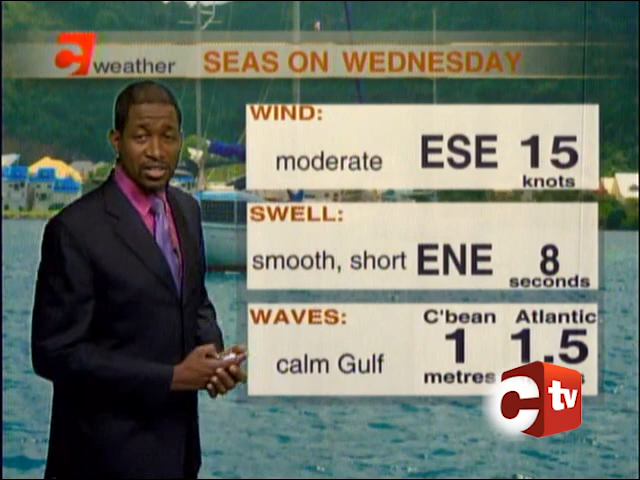 C weather SEAS ON WEDNESDAY
WIND:
moderate ESE 15
knots
SWELL:
smooth, short ENE 8
seconds
WAVES: C'bean Atlantic
calm Gulf 1 1.5
metres
C tv